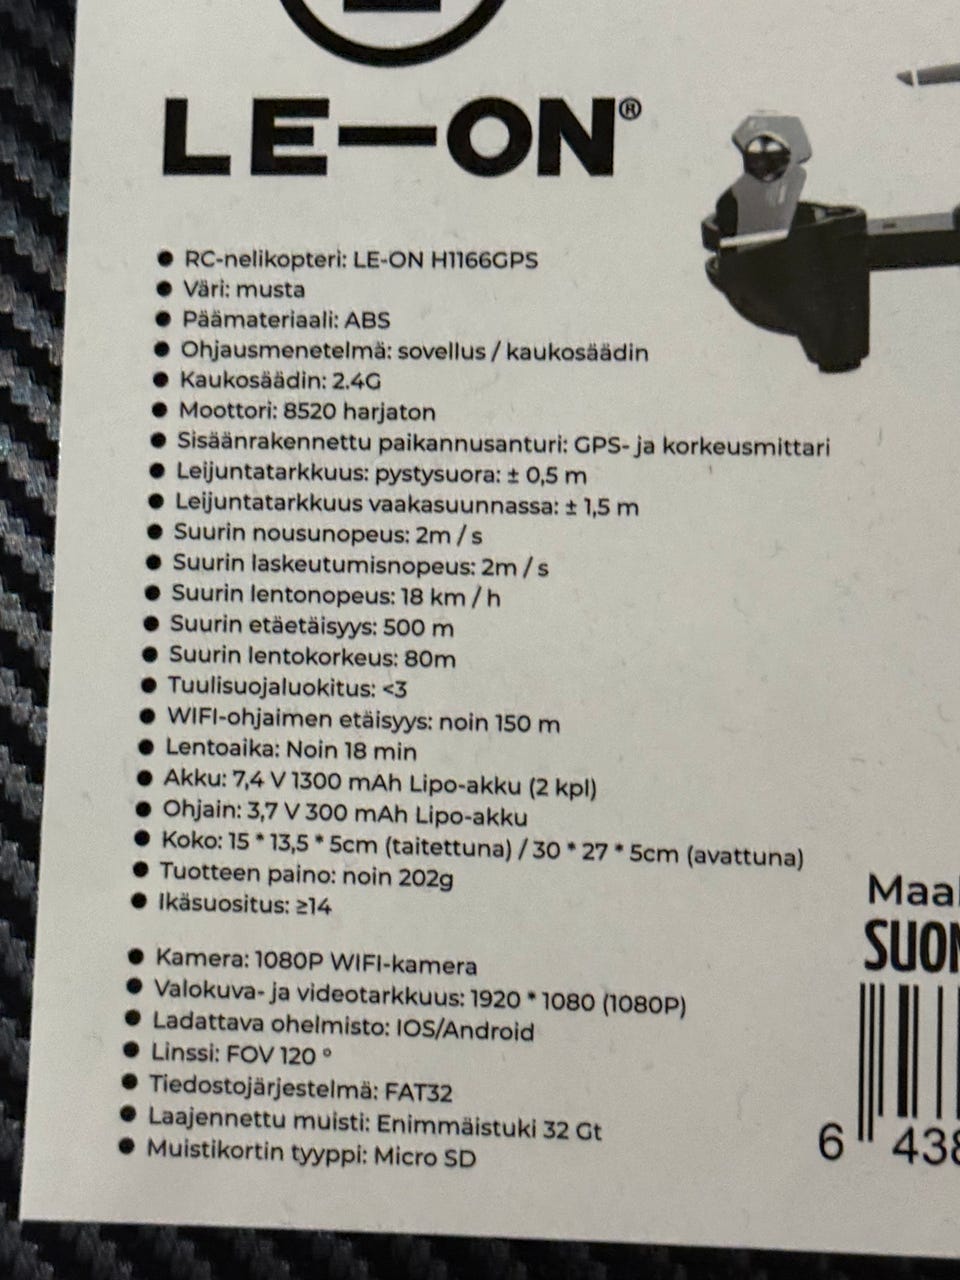 LE—ON®
● RC-nelikopteri: LE-ON H1166GPS
● Väri: musta
● Päämateriaali: ABS
● Ohjausmenetelmä: sovellus / kaukosäädin
● Kaukosäädin: 2.4G
● Moottori: 8520 harjaton
● Sisäänrakennettu paikannusanturi: GPS- ja korkeusmittari
● Leijuntatarkkuus: pystysuora: ± 0,5 m
● Leijuntatarkkuus vaakasuunnassa: ± 1,5 m
● Suurin nousunopeus: 2m / s
● Suurin laskeutumisnopeus: 2m / s
● Suurin lentonopeus: 18 km / h
● Suurin etäetäisyys: 500 m
● Suurin lentokorkeus: 80m
● Tuulisuojaluokitus: <3
● WIFI-ohjaimen etäisyys: noin 150 m
● Lentoaika: Noin 18 min
● Akku: 7,4 V 1300 mAh Lipo-akku (2 kpl)
● Ohjain: 3,7 V 300 mAh Lipo-akku
● Koko: 15 * 13,5 * 5cm (taitettuna) / 30 * 27 * 5cm (avattuna)
● Tuotteen paino: noin 202g
● Ikäsuositus: ≥14
● Kamera: 1080P WIFI-kamera
● Valokuva- ja videotarkkuus: 1920 * 1080 (1080P)
● Ladattava ohelmisto: IOS/Android
● Linssi: FOV 120 °
● Tiedostojärjestelmä: FAT32
● Laajennettu muisti: Enimmäistuki 32 Gt
● Muistikortin tyyppi: Micro SD
Maa
SUO
6 438